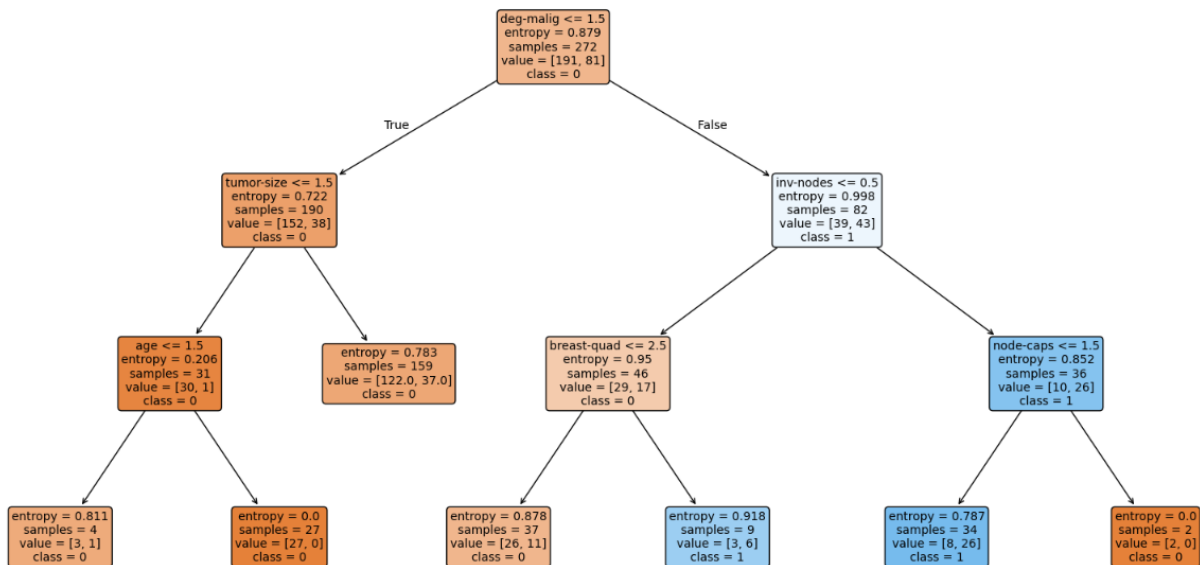 deg-malig <= 1.5
entropy = 0.879
samples = 272
value = [191, 81]
class = 0
True
False
tumor-size <= 1.5
entropy = 0.722
samples = 190
value = [152, 38]
class = 0
inv-nodes <= 0.5
entropy = 0.998
samples = 82
value = [39, 43]
class = 1
age <= 1.5
entropy = 0.206
samples = 31
value = [30, 1]
class = 0
entropy = 0.783
samples = 159
value = [122.0, 37.0]
class = 0
breast-quad <= 2.5
entropy = 0.95
samples = 46
value = [29, 17]
class = 0
node-caps <= 1.5
entropy = 0.852
samples = 36
value = [10, 26]
class = 1
entropy = 0.811
samples = 4
value = [3, 1]
class = 0
entropy = 0.0
samples = 27
value = [27, 0]
class = 0
entropy = 0.878
samples = 37
value = [26, 11]
class = 0
entropy = 0.918
samples = 9
value = [3, 6]
class = 1
entropy = 0.787
samples = 34
value = [8, 26]
class = 1
entropy = 0.0
samples = 2
value = [2, 0]
class = 0